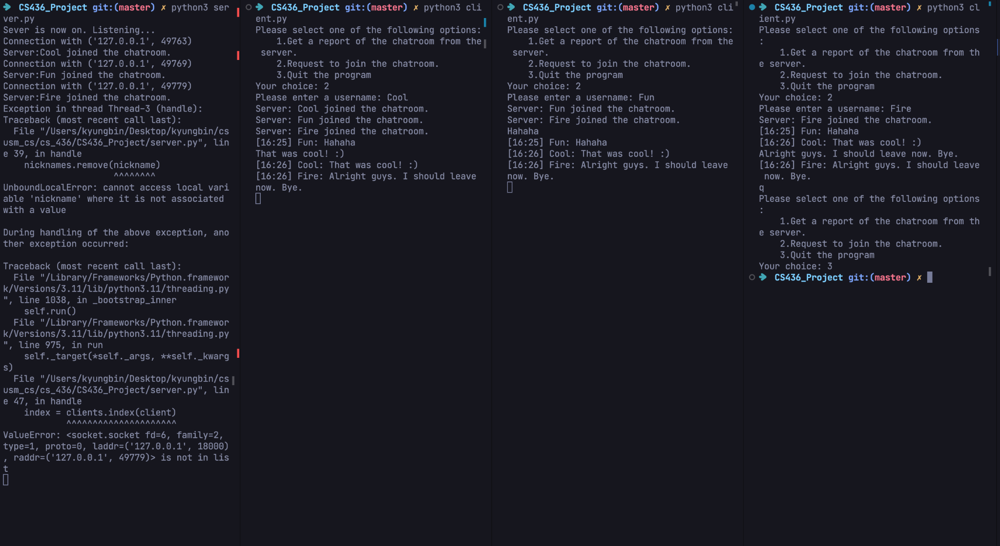 ➜  CS436_Project git:(master) ✗ python3 ser
ver.py
Sever is now on. Listening...
Connection with ('127.0.0.1', 49763)
Server:Cool joined the chatroom.
Connection with ('127.0.0.1', 49769)
Server:Fun joined the chatroom.
Connection with ('127.0.0.1', 49779)
Server:Fire joined the chatroom.
Exception in thread Thread-3 (handle):
Traceback (most recent call last):
  File "/Users/kyungbin/Desktop/kyungbin/cs
usm_cs/cs_436/CS436_Project/server.py", lin
e 39, in handle
    nicknames.remove(nickname)
                     ^^^^^^^^
UnboundLocalError: cannot access local vari
able 'nickname' where it is not associated
with a value

During handling of the above exception, ano
ther exception occurred:

Traceback (most recent call last):
  File "/Library/Frameworks/Python.framewor
k/Versions/3.11/lib/python3.11/threading.py
", line 1038, in _bootstrap_inner
    self.run()
  File "/Library/Frameworks/Python.framewor
k/Versions/3.11/lib/python3.11/threading.py
", line 975, in run
    self._target(*self._args, **self._kwarg
s)
  File "/Users/kyungbin/Desktop/kyungbin/cs
usm_cs/cs_436/CS436_Project/server.py", lin
e 47, in handle
    index = clients.index(client)
            ^^^^^^^^^^^^^^^^^^^^^
ValueError: <socket.socket fd=6, family=2,
type=1, proto=0, laddr=('127.0.0.1', 18000)
, raddr=('127.0.0.1', 49779)> is not in lis
t
➜  CS436_Project git:(master) ✗ python3 cli
ent.py
Please select one of the following options:
    1.Get a report of the chatroom from the
 server.
    2.Request to join the chatroom.
    3.Quit the program
Your choice: 2
Please enter a username: Cool
Server: Cool joined the chatroom.
Server: Fun joined the chatroom.
Server: Fire joined the chatroom.
[16:25] Fun: Hahaha
That was cool! :)
[16:26] Cool: That was cool! :)
[16:26] Fire: Alright guys. I should leave
now. Bye.
➜  CS436_Project git:(master) ✗ python3 cli
ent.py
Please select one of the following options:
    1.Get a report of the chatroom from the
 server.
    2.Request to join the chatroom.
    3.Quit the program
Your choice: 2
Please enter a username: Fun
Server: Fun joined the chatroom.
Server: Fire joined the chatroom.
Hahaha
[16:25] Fun: Hahaha
[16:26] Cool: That was cool! :)
[16:26] Fire: Alright guys. I should leave
now. Bye.
➜  CS436_Project git:(master) ✗ python3 cl
ient.py
Please select one of the following options
:
    1.Get a report of the chatroom from th
e server.
    2.Request to join the chatroom.
    3.Quit the program
Your choice: 2
Please enter a username: Fire
Server: Fire joined the chatroom.
[16:25] Fun: Hahaha
[16:26] Cool: That was cool! :)
Alright guys. I should leave now. Bye.
[16:26] Fire: Alright guys. I should leave
 now. Bye.
q
Please select one of the following options
:
    1.Get a report of the chatroom from th
e server.
    2.Request to join the chatroom.
    3.Quit the program
Your choice: 3
➜  CS436_Project git:(master) ✗